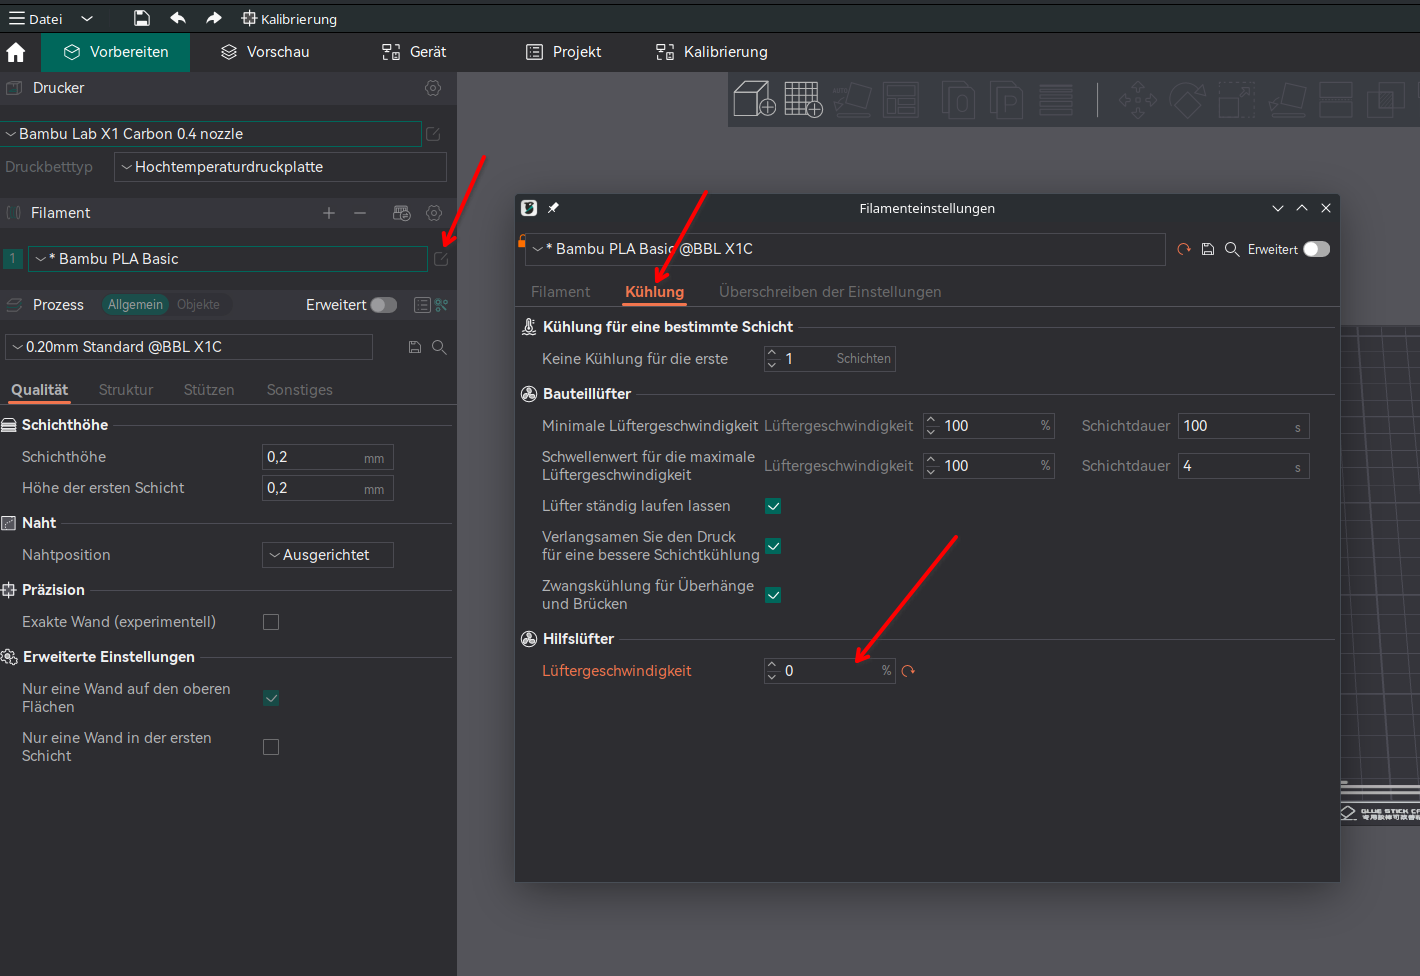 Datei
Kalibrierung
Vorbereiten
Vorschau
Gerät
Projekt
Kalibrierung
Drucker
Bambu Lab X1 Carbon 0.4 nozzle
Druckbetttyp
Hochtemperaturdruckplatte
Filament
1
* Bambu PLA Basic
Prozess
Allgemein
Objekte
Erweitert
0.20mm Standard @BBL X1C
Qualität
Struktur
Stützen
Sonstiges
Schichthöhe
Schichthöhe 0,2 mm
Höhe der ersten Schicht 0,2 mm
Naht
Nahtposition Ausgerichtet
Präzision
Exakte Wand (experimentell)
Erweiterte Einstellungen
Nur eine Wand auf den oberen
Flächen
Nur eine Wand in der ersten
Schicht
Filamenteinstellungen
* Bambu PLA Basic @BBL X1C
Erweitert
Filament
Kühlung
Überschreiben der Einstellungen
Kühlung für eine bestimmte Schicht
Keine Kühlung für die erste 1 Schichten
Bauteillüfter
Minimale Lüftergeschwindigkeit Lüftergeschwindigkeit 100 % Schichtdauer 100 s
Schwellenwert für die maximale
Lüftergeschwindigkeit Lüftergeschwindigkeit 100 % Schichtdauer 4 s
Lüfter ständig laufen lassen
Verlangsamen Sie den Druck
für eine bessere Schichtkühlung
Zwangskühlung für Überhänge
und Brücken
Hilfslüfter
Lüftergeschwindigkeit 0 %